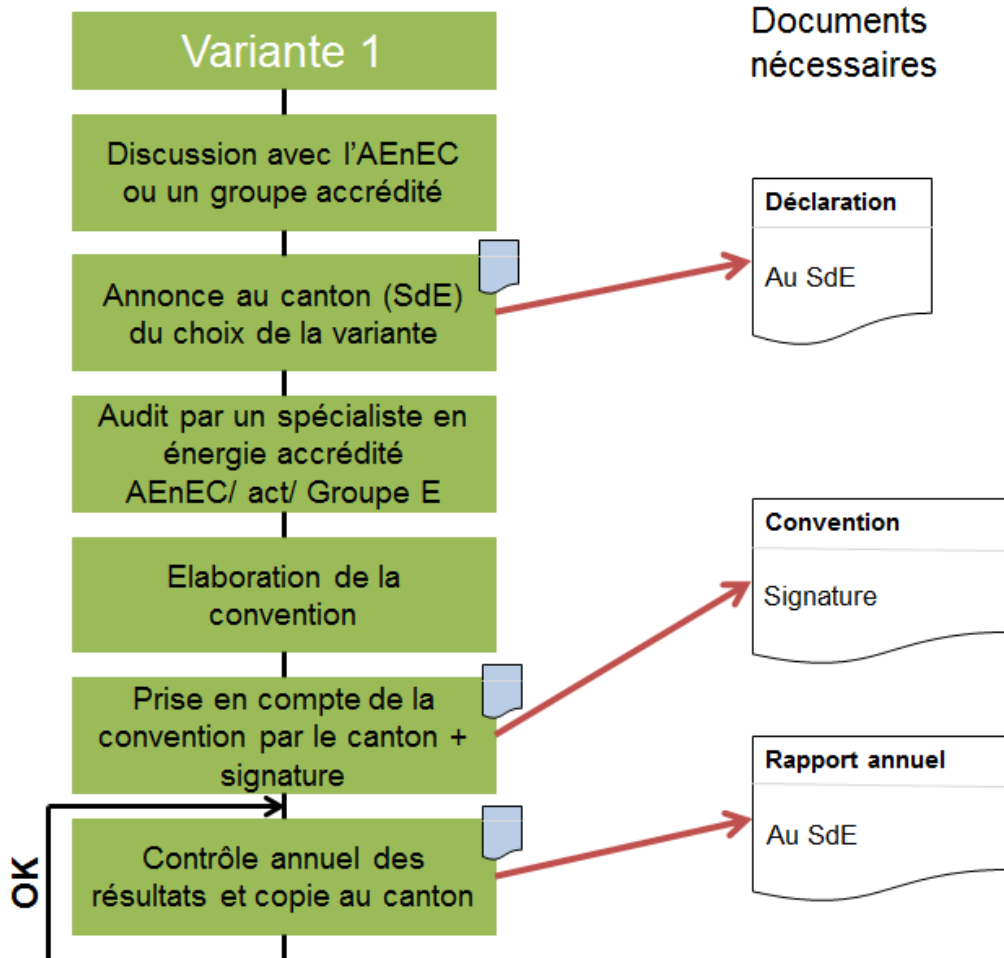 Variante 1
Documents
nécessaires
Discussion avec l'AEnEC
ou un groupe accrédité
Déclaration
Au SdE
Annonce au canton (SdE)
du choix de la variante
Audit par un spécialiste en
énergie accrédité
AEnEC/ act/ Groupe E
Convention
Signature
Elaboration de la
convention
Prise en compte de la
convention par le canton +
signature
Rapport annuel
Au SdE
Contrôle annuel des
résultats et copie au canton
OK